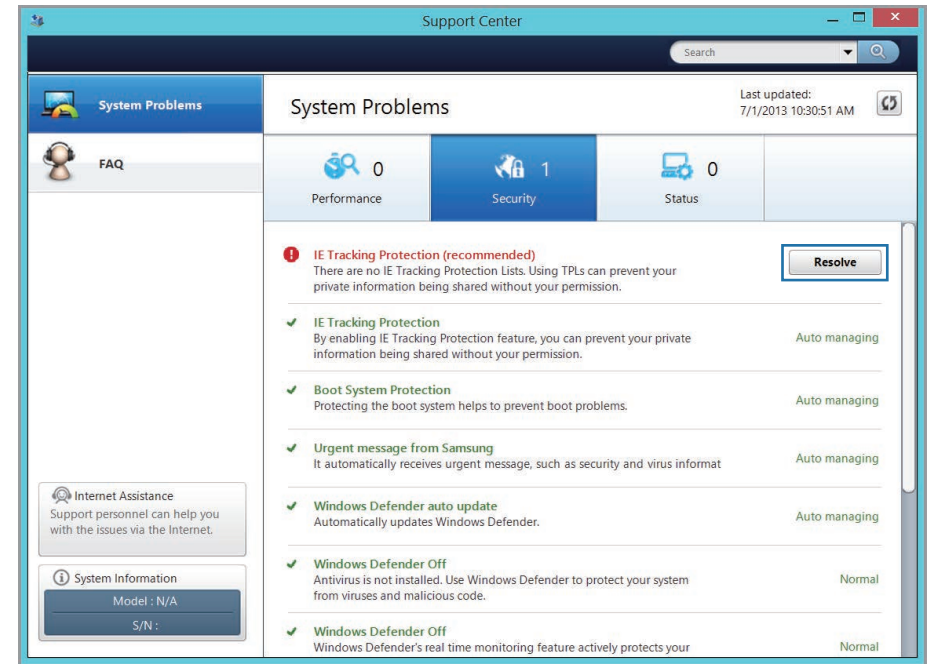 Support Center
Search
System Problems
FAQ
System Problems
Last updated:
7/1/2013 10:30:51 AM
0
Performance
1
Security
0
Status
IE Tracking Protection (recommended)
There are no IE Tracking Protection Lists. Using TPLs can prevent your
private information being shared without your permission.
Resolve
IE Tracking Protection
By enabling IE Tracking Protection feature, you can prevent your private
information being shared without your permission.
Auto managing
Boot System Protection
Protecting the boot system helps to prevent boot problems.
Auto managing
Urgent message from Samsung
It automatically receives urgent message, such as security and virus informat
Auto managing
Windows Defender auto update
Automatically updates Windows Defender.
Auto managing
Windows Defender Off
Antivirus is not installed. Use Windows Defender to protect your system
from viruses and malicious code.
Normal
Windows Defender Off
Windows Defender's real time monitoring feature actively protects your
Normal
Internet Assistance
Support personnel can help you
with the issues via the Internet.
System Information
Model : N/A
S/N :